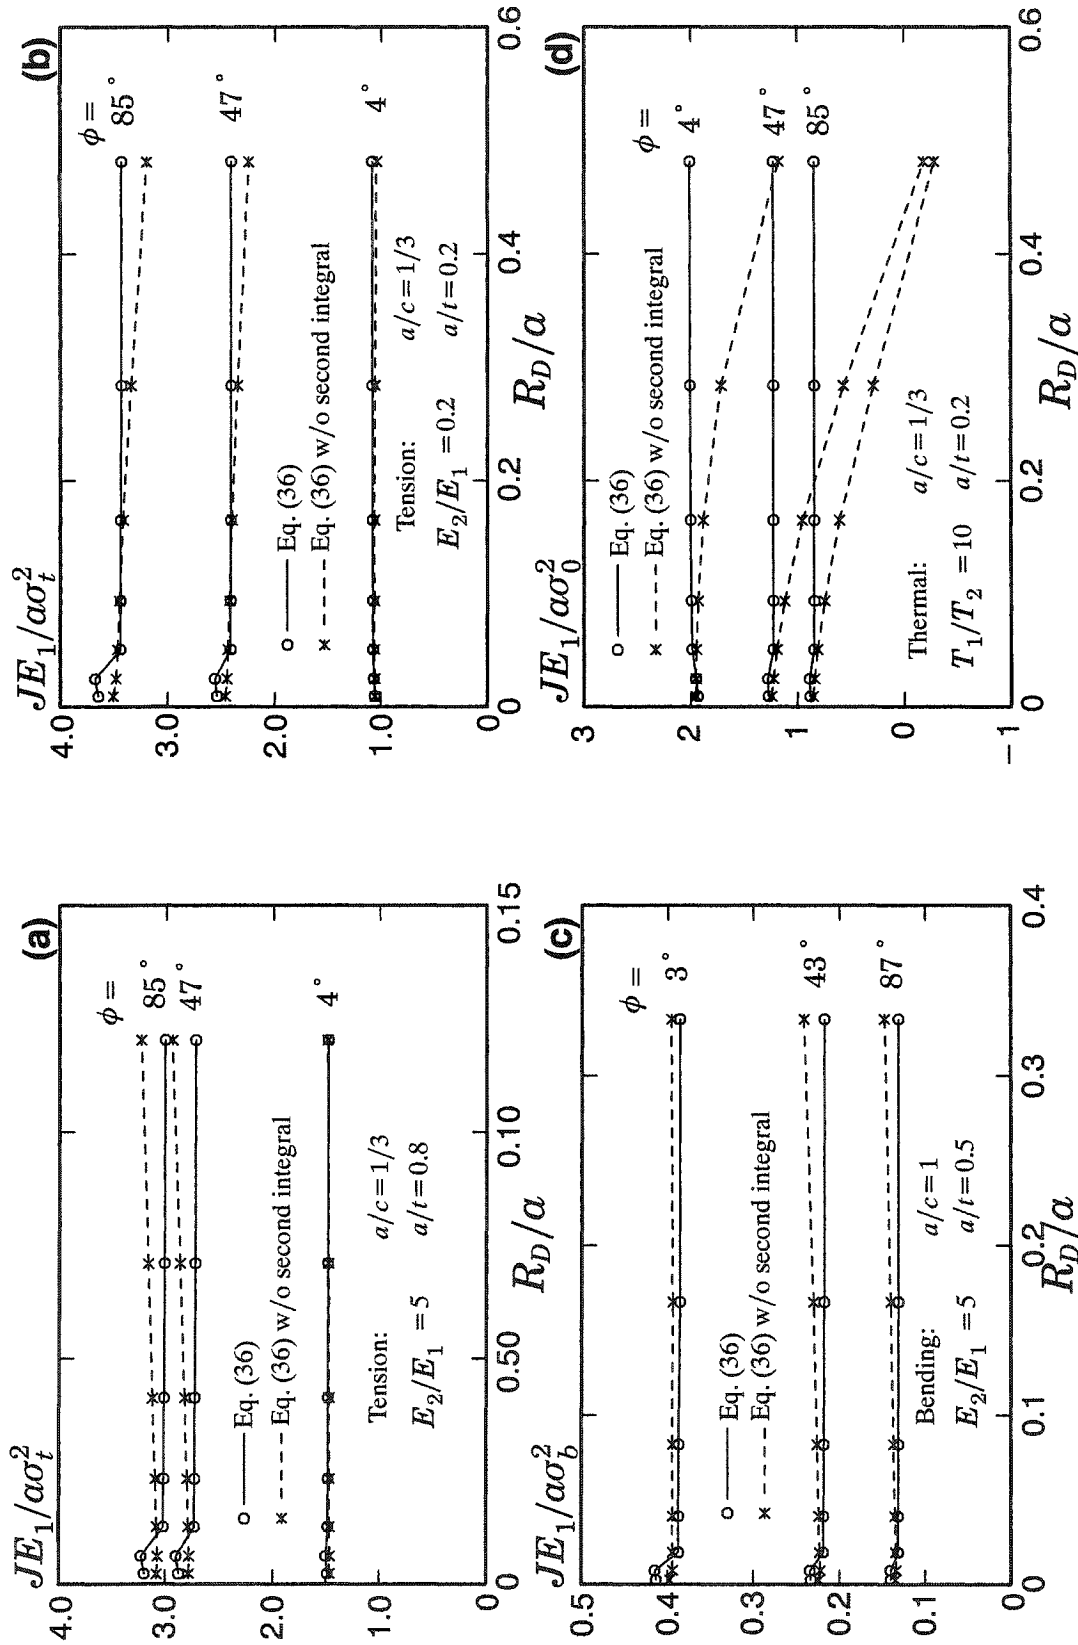 (a)
JE₁/aσₜ²
4.0
3.0
2.0
1.0
0
0
0.50
0.10
0.15
R_D/a
ϕ =
85°
47°
4°
Eq. (36)
Eq. (36) w/o second integral
Tension:
a/c=1/3
E₂/E₁ =5
a/t=0.8
(b)
JE₁/aσₜ²
4.0
3.0
2.0
1.0
0
0
0.2
0.4
0.6
R_D/a
ϕ =
85°
47°
4°
Eq. (36)
Eq. (36) w/o second integral
Tension:
a/c=1/3
E₂/E₁ =0.2
a/t=0.2
(c)
JE₁/aσ_b²
0.5
0.4
0.3
0.2
0.1
0
0
0.1
0.2
0.3
0.4
R_D/a
ϕ =
3°
43°
87°
Eq. (36)
Eq. (36) w/o second integral
Bending:
a/c=1
E₂/E₁ =5
a/t=0.5
(d)
JE₁/aσ₀²
3
2
1
0
−1
0
0.2
0.4
0.6
R_D/a
ϕ =
4°
47°
85°
Eq. (36)
Eq. (36) w/o second integral
Thermal:
a/c=1/3
T₁/T₂ =10
a/t=0.2